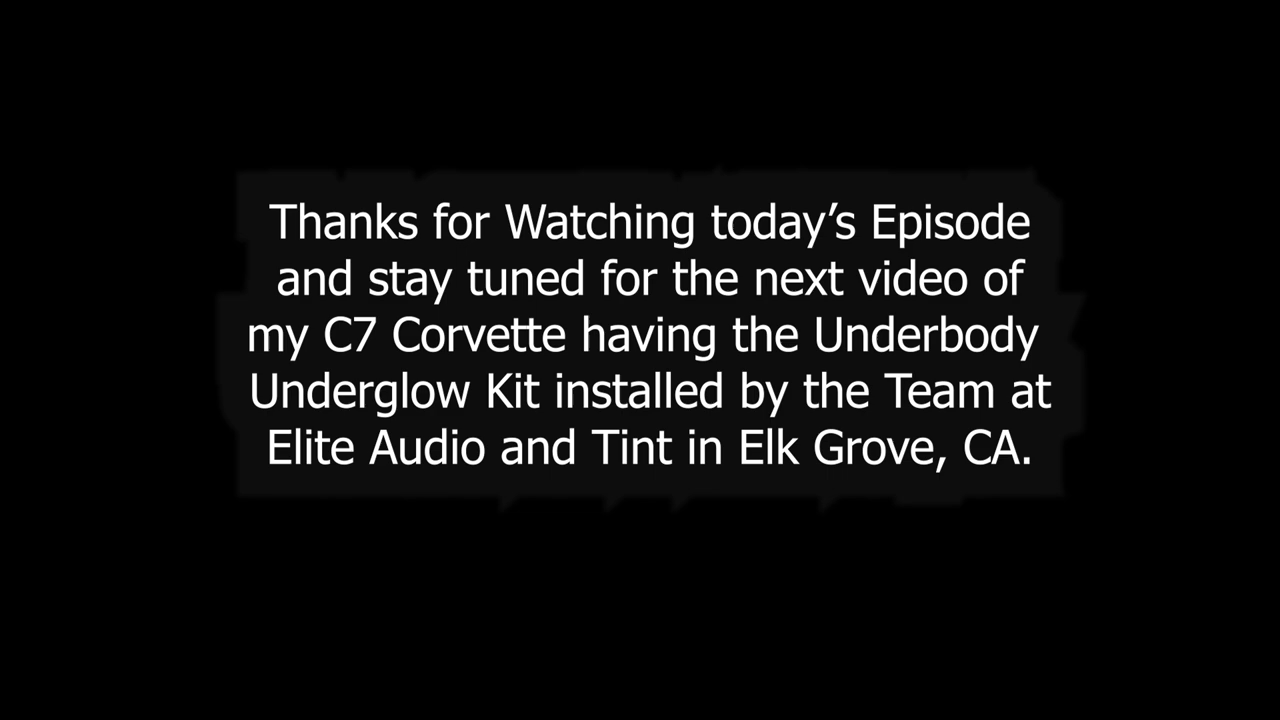 Thanks for Watching today’s Episode
and stay tuned for the next video of
my C7 Corvette having the Underbody
Underglow Kit installed by the Team at
Elite Audio and Tint in Elk Grove, CA.